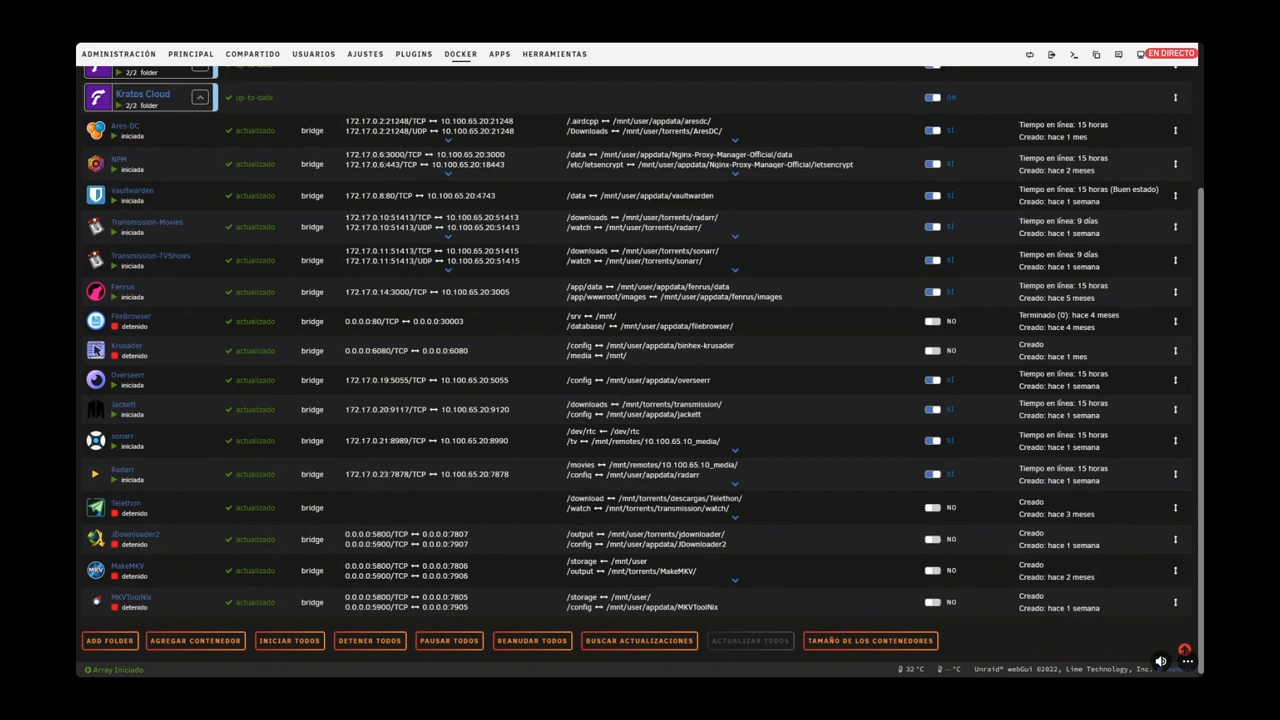 ADMINISTRACIÓN PRINCIPAL COMPARTIDO USUARIOS AJUSTES PLUGINS DOCKER APPS HERRAMIENTAS EN DIRECTO
2/2 folder
Kratos Cloud up-to-date ON
2/2 folder
Ares-DC iniciada actualizado bridge
172.17.0.2:21248/TCP ↔ 10.100.65.20:21248
172.17.0.2:21248/UDP ↔ 10.100.65.20:21248
/.airdcpp ↔ /mnt/user/appdata/aresdc/
/Downloads ↔ /mnt/user/torrents/AresDC/
SÍ
Tiempo en línea: 15 horas
Creado: hace 1 mes
NPM iniciada actualizado bridge
172.17.0.6:3000/TCP ↔ 10.100.65.20:3000
172.17.0.6:6443/TCP ↔ 10.100.65.20:18443
/data ↔ /mnt/user/appdata/Nginx-Proxy-Manager-Official/data
/etc/letsencrypt ↔ /mnt/user/appdata/Nginx-Proxy-Manager-Official/letsencrypt
SÍ
Tiempo en línea: 15 horas
Creado: hace 2 meses
Vaultwarden iniciada actualizado bridge
172.17.0.8:80/TCP ↔ 10.100.65.20:4743
/data ↔ /mnt/user/appdata/vaultwarden
SÍ
Tiempo en línea: 15 horas (Buen estado)
Creado: hace 1 semana
Transmission-Movies iniciada actualizado bridge
172.17.0.10:51413/TCP ↔ 10.100.65.20:51413
172.17.0.10:51413/UDP ↔ 10.100.65.20:51413
/downloads ↔ /mnt/user/torrents/radarr/
/watch ↔ /mnt/user/torrents/radarr/
SÍ
Tiempo en línea: 9 días
Creado: hace 1 semana
Transmission-TVShows iniciada actualizado bridge
172.17.0.11:51413/TCP ↔ 10.100.65.20:51415
172.17.0.11:51413/UDP ↔ 10.100.65.20:51415
/downloads ↔ /mnt/user/torrents/sonarr/
/watch ↔ /mnt/user/torrents/sonarr/
SÍ
Tiempo en línea: 9 días
Creado: hace 1 semana
Fenrus iniciada actualizado bridge
172.17.0.14:3000/TCP ↔ 10.100.65.20:3005
/app/data ↔ /mnt/user/appdata/fenrus/data
/app/wwwroot/images ↔ /mnt/user/appdata/fenrus/images
SÍ
Tiempo en línea: 15 horas
Creado: hace 5 meses
FileBrowser detenido actualizado bridge
0.0.0.0:80/TCP ↔ 0.0.0.0:30003
/srv ↔ /mnt/
/database/ ↔ /mnt/user/appdata/filebrowser/
NO
Terminado (0): hace 4 meses
Creado: hace 4 meses
Krusader detenido actualizado bridge
0.0.0.0:6080/TCP ↔ 0.0.0.0:6080
/config ↔ /mnt/user/appdata/binhex-krusader
/media ↔ /mnt/
NO
Creado
Creado: hace 1 mes
Overseerr iniciada actualizado bridge
172.17.0.19:5055/TCP ↔ 10.100.65.20:5055
/config ↔ /mnt/user/appdata/overseerr
SÍ
Tiempo en línea: 15 horas
Creado: hace 1 semana
Jackett iniciada actualizado bridge
172.17.0.20:9117/TCP ↔ 10.100.65.20:9120
/downloads ↔ /mnt/user/torrents/transmission/
/config ↔ /mnt/user/appdata/jackett
SÍ
Tiempo en línea: 15 horas
Creado: hace 1 semana
sonarr iniciada actualizado bridge
172.17.0.21:8989/TCP ↔ 10.100.65.20:8990
/dev/rtc ← /dev/rtc
/tv ↔ /mnt/remotes/10.100.65.10_media/
SÍ
Tiempo en línea: 15 horas
Creado: hace 1 semana
Radarr iniciada actualizado bridge
172.17.0.23:7878/TCP ↔ 10.100.65.20:7878
/movies ↔ /mnt/remotes/10.100.65.10_media/
/config ↔ /mnt/user/appdata/radarr
SÍ
Tiempo en línea: 15 horas
Creado: hace 1 semana
Telethon detenido actualizado bridge
/download ↔ /mnt/torrents/descargas/Telethon/
/watch ↔ /mnt/torrents/transmission/watch/
NO
Creado
Creado: hace 3 meses
JDownloader2 detenido actualizado bridge
0.0.0.0:5800/TCP ↔ 0.0.0.0:7807
0.0.0.0:5900/TCP ↔ 0.0.0.0:7907
/output ↔ /mnt/user/torrents/jdownloader/
/config ↔ /mnt/user/appdata/JDownloader2
NO
Creado
Creado: hace 1 semana
MakeMKV detenido actualizado bridge
0.0.0.0:5800/TCP ↔ 0.0.0.0:7806
0.0.0.0:5900/TCP ↔ 0.0.0.0:7906
/storage ← /mnt/user
/output ↔ /mnt/torrents/MakeMKV/
NO
Creado
Creado: hace 2 meses
MKVToolNix detenido actualizado bridge
0.0.0.0:5800/TCP ↔ 0.0.0.0:7805
0.0.0.0:5900/TCP ↔ 0.0.0.0:7905
/storage ↔ /mnt/user/
/config ↔ /mnt/user/appdata/MKVToolNix
NO
Creado
Creado: hace 1 semana
ADD FOLDER AGREGAR CONTENEDOR INICIAR TODOS DETENER TODOS PAUSAR TODOS REANUDAR TODOS BUSCAR ACTUALIZACIONES ACTUALIZAR TODOS TAMAÑO DE LOS CONTENEDORES
Array Iniciado 32 °C -- °C Unraid® webGui ©2022, Lime Technology, Inc.